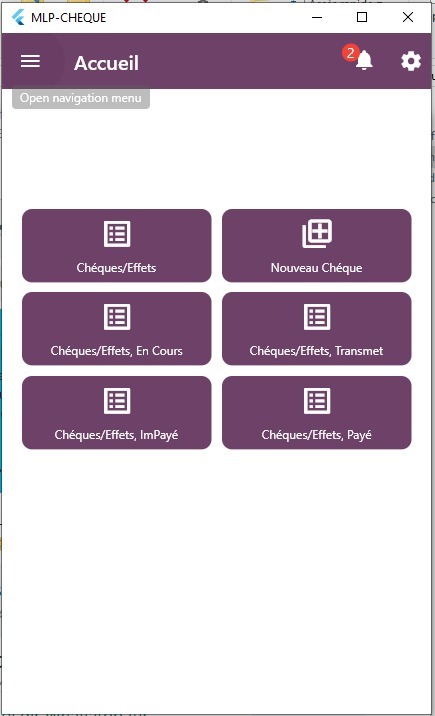 MLP-CHEQUE
Accueil
2
Open navigation menu
Chéques/Effets
Nouveau Chéque
Chéques/Effets, En Cours
Chéques/Effets, Transmet
Chéques/Effets, ImPayé
Chéques/Effets, Payé